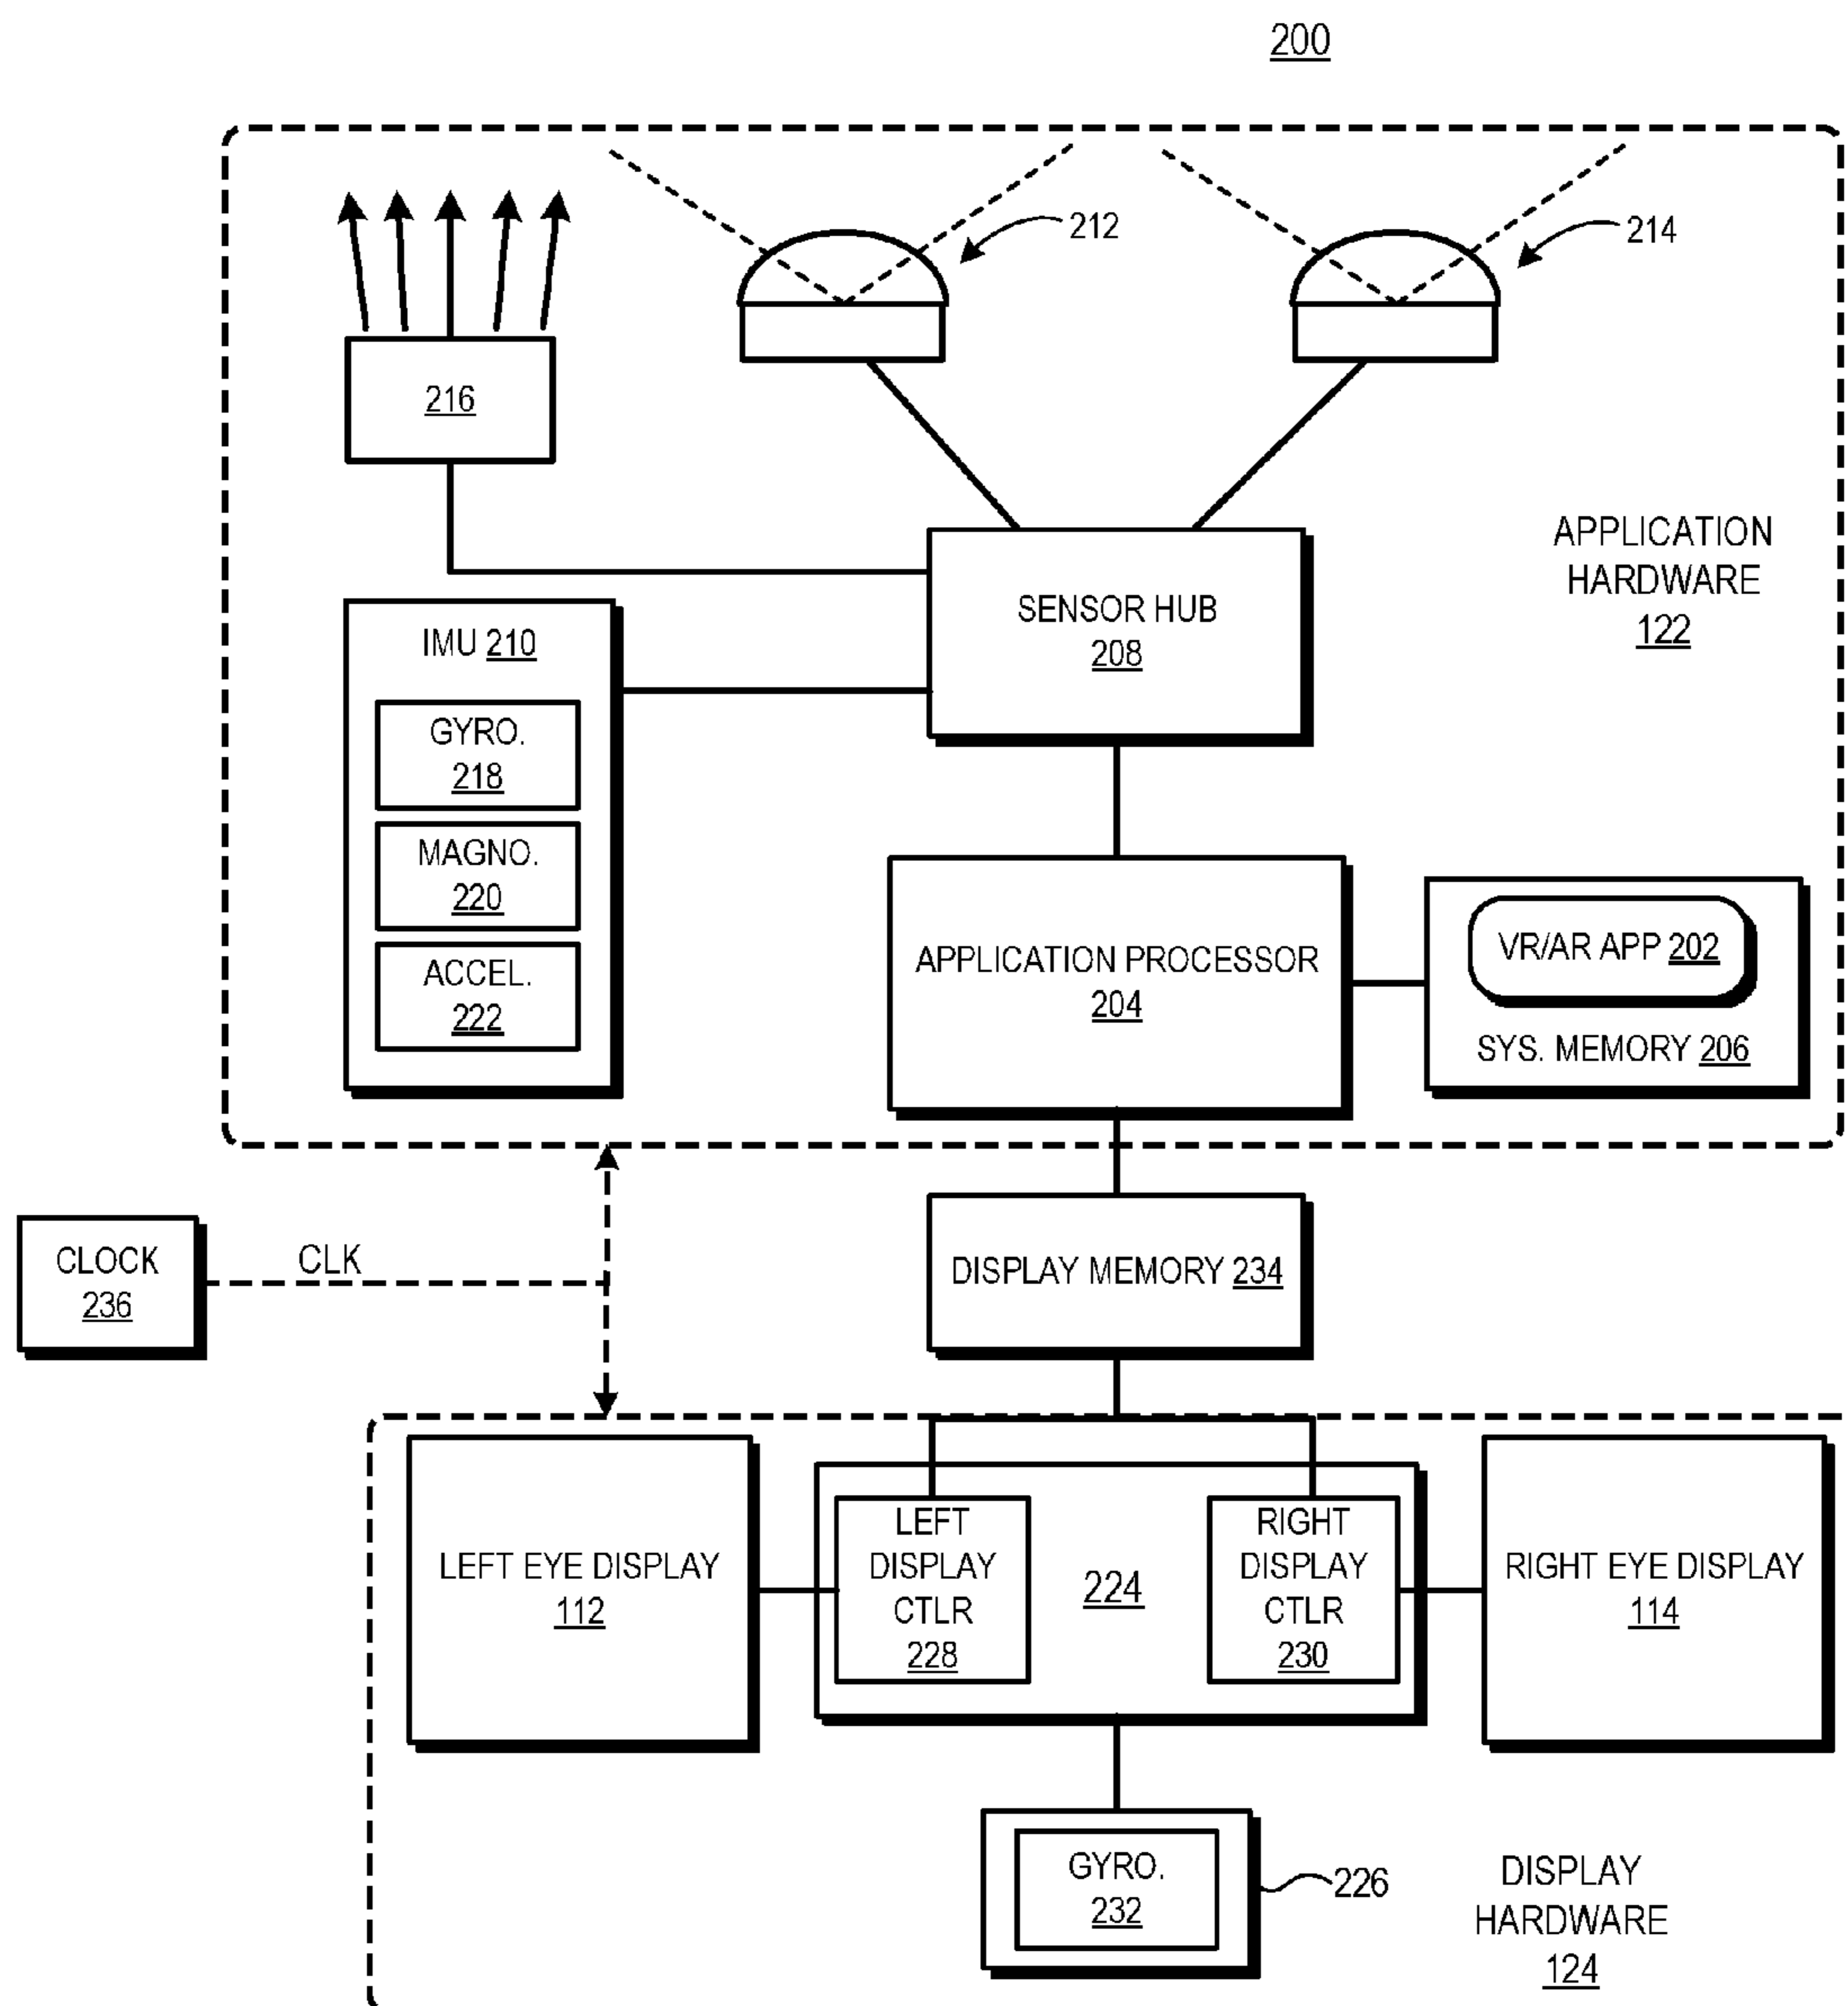 200
212
214
216
APPLICATION
HARDWARE
122
SENSOR HUB
208
IMU 210
GYRO.
218
MAGNO.
220
ACCEL.
222
APPLICATION PROCESSOR
204
VR/AR APP 202
SYS. MEMORY 206
CLOCK
236
CLK
DISPLAY MEMORY 234
LEFT EYE DISPLAY
112
LEFT
DISPLAY
CTLR
228
224
RIGHT
DISPLAY
CTLR
230
RIGHT EYE DISPLAY
114
GYRO.
232
226
DISPLAY
HARDWARE
124